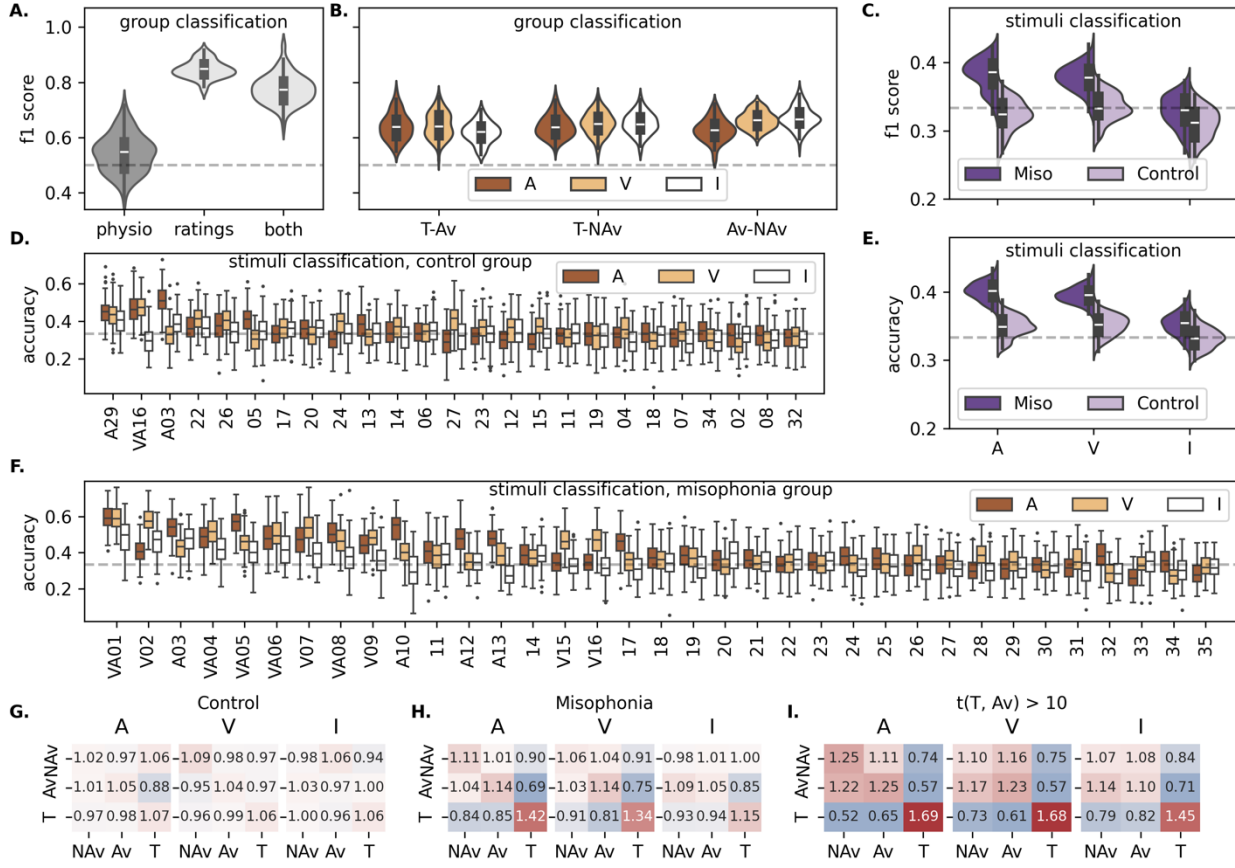 A. B. C.
group classification group classification stimuli classification
f1 score
1.0
0.8
0.6
0.4
physio ratings both
A V I
T-Av T-NAv Av-NAv
f1 score
0.4
0.3
0.2
Miso Control
D. E.
stimuli classification, control group
A V I
accuracy
0.6
0.4
0.2
A29 VA16 A03 22 26 05 17 20 24 13 14 06 27 23 12 15 11 19 04 18 07 34 02 08 32
stimuli classification
accuracy
0.4
0.3
0.2
Miso Control
A V I
F.
stimuli classification, misophonia group
A V I
accuracy
0.6
0.4
0.2
VA01 V02 A03 VA04 VA05 VA06 V07 VA08 V09 A10 11 A12 A13 14 V15 V16 17 18 19 20 21 22 23 24 25 26 27 28 29 30 31 32 33 34 35
G. Control
A V I
NAv 1.02 0.97 1.06 1.09 0.98 0.97 0.98 1.06 0.94
Av 1.01 1.05 0.88 0.95 1.04 0.97 1.03 0.97 1.00
T 0.97 0.98 1.07 0.96 0.99 1.06 1.00 0.96 1.06
NAv Av T NAv Av T NAv Av T
H. Misophonia
A V I
NAv 1.11 1.01 0.90 1.06 1.04 0.91 0.98 1.01 1.00
Av 1.04 1.14 0.69 1.03 1.14 0.75 1.09 1.05 0.85
T 0.84 0.85 1.42 0.91 0.81 1.34 0.93 0.94 1.15
NAv Av T NAv Av T NAv Av T
I. t(T, Av) > 10
A V I
NAv 1.25 1.11 0.74 1.10 1.16 0.75 1.07 1.08 0.84
Av 1.22 1.25 0.57 1.17 1.23 0.57 1.14 1.10 0.71
T 0.52 0.65 1.69 0.73 0.61 1.68 0.79 0.82 1.45
NAv Av T NAv Av T NAv Av T